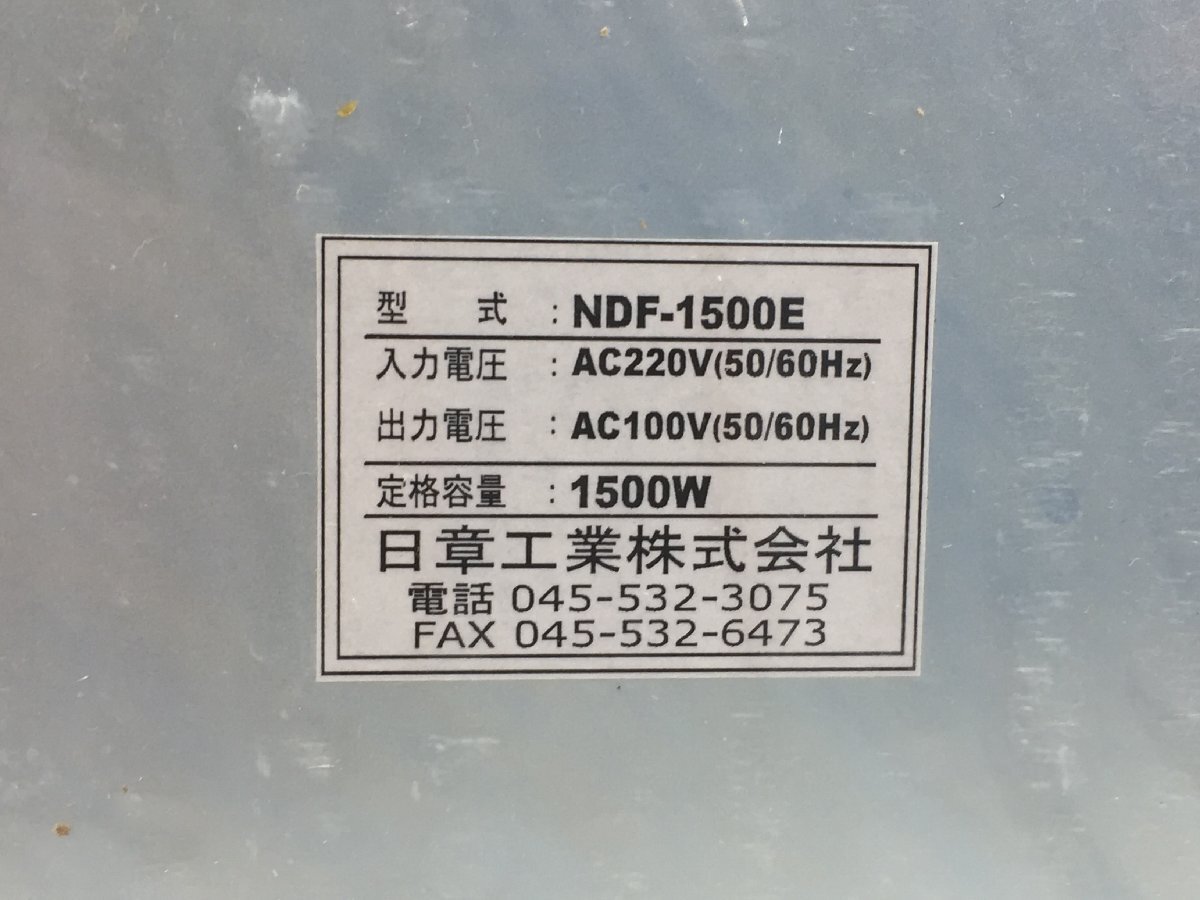 型　　式 : NDF-1500E
入力電圧 : AC220V(50/60Hz)
出力電圧 : AC100V(50/60Hz)
定格容量 : 1500W
日章工業株式会社
電話 045-532-3075
FAX 045-532-6473